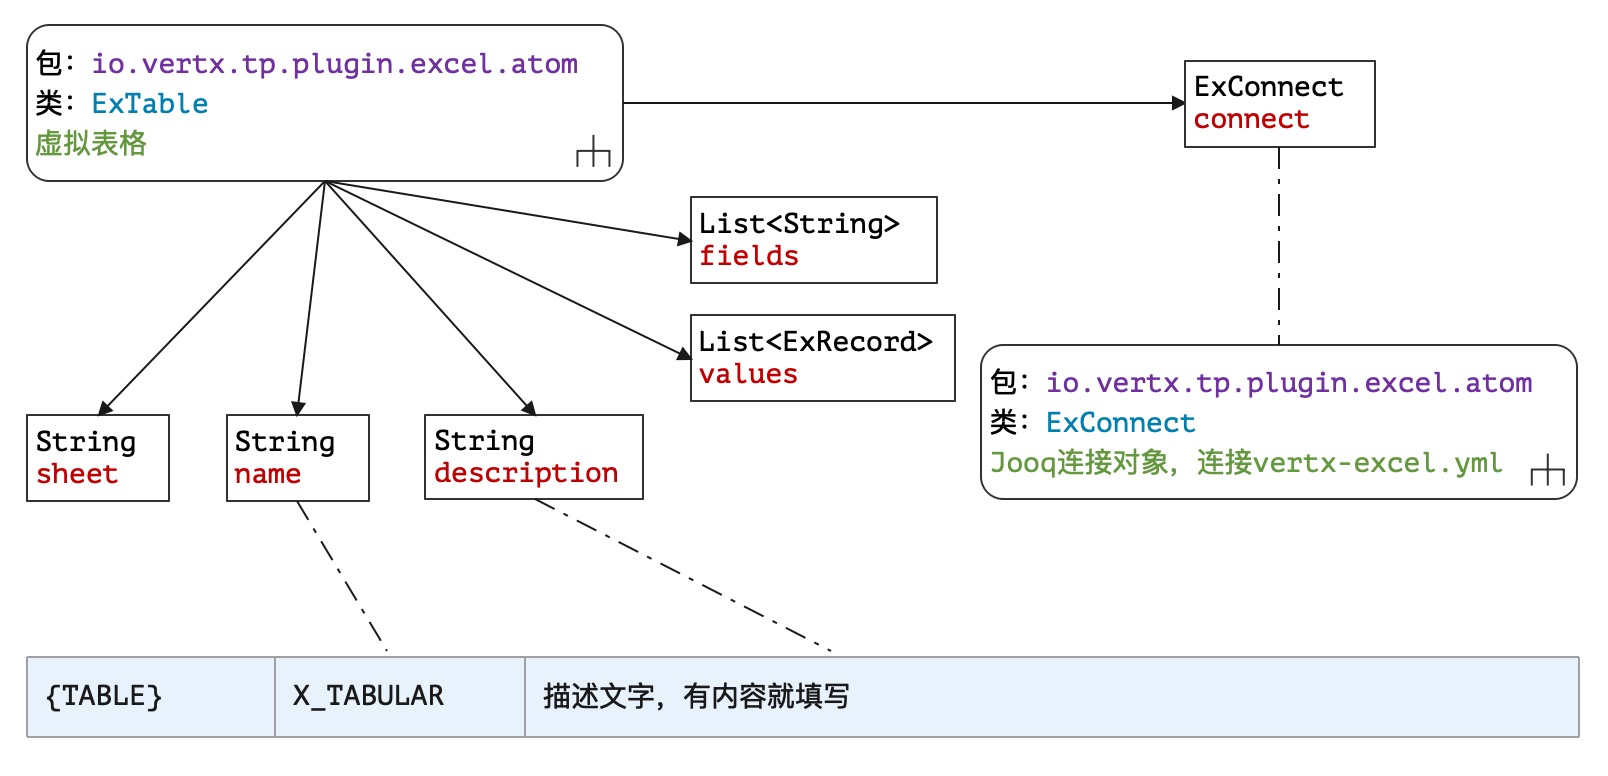 包：io.vertx.tp.plugin.excel.atom
类：ExTable
虚拟表格
ExConnect
connect
List<String>
fields
List<ExRecord>
values
String
sheet
String
name
String
description
包：io.vertx.tp.plugin.excel.atom
类：ExConnect
Jooq连接对象，连接vertx-excel.yml
{TABLE}
X_TABULAR
描述文字，有内容就填写